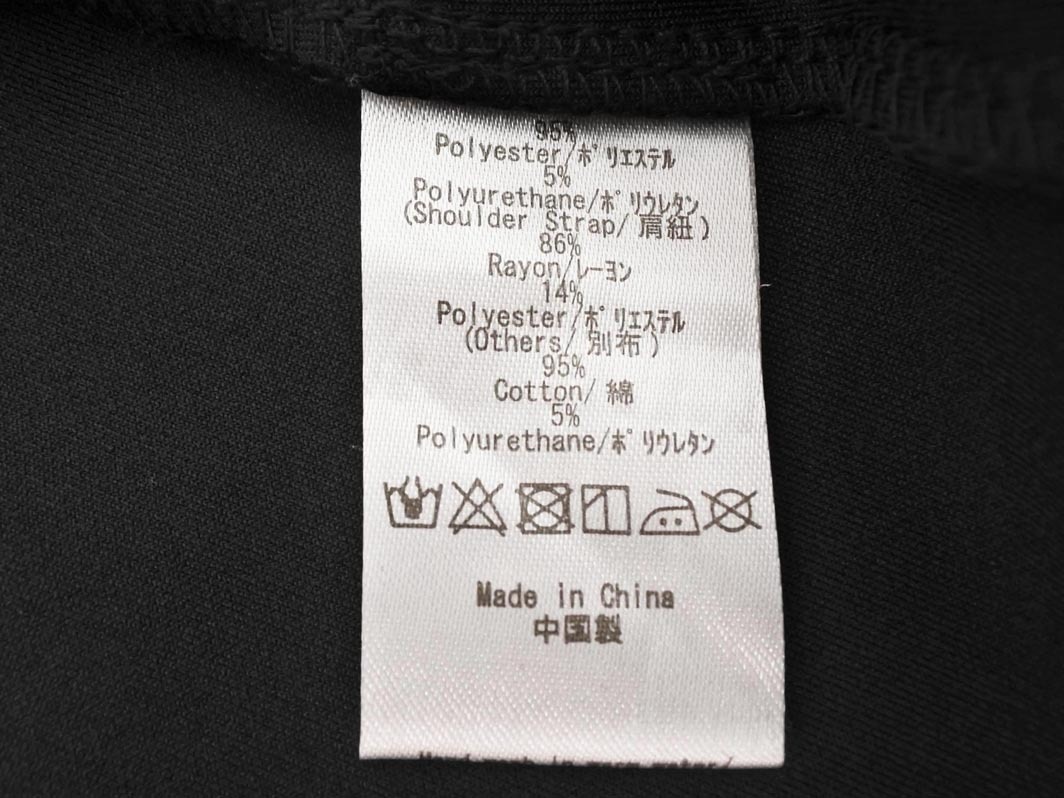 95%
Polyester/ポリエステル
5%
Polyurethane/ポリウレタン
(Shoulder Strap/肩紐)
86%
Rayon/レーヨン
14%
Polyester/ポリエステル
(Others/別布)
95%
Cotton/綿
5%
Polyurethane/ポリウレタン
Made in China
中国製